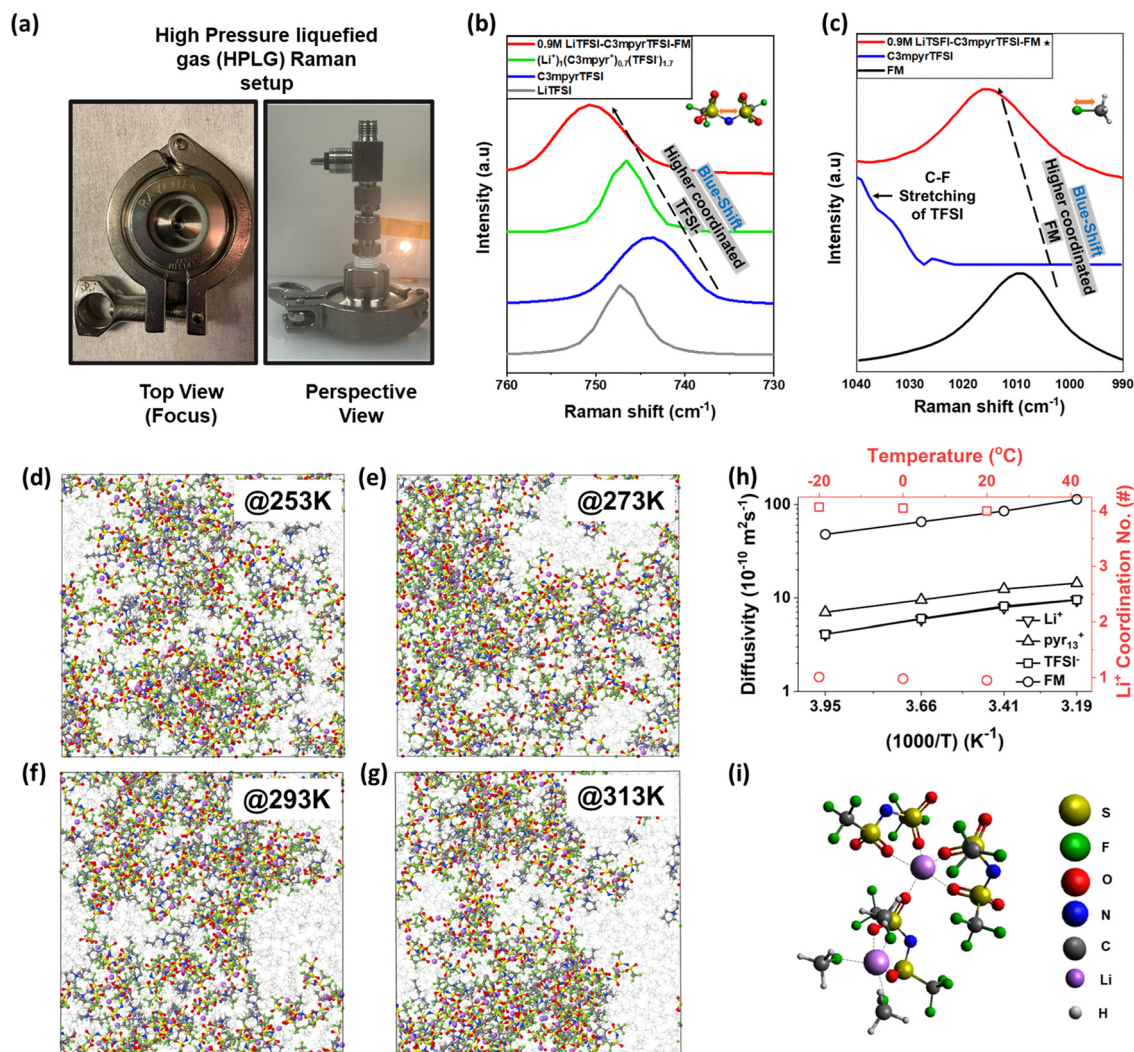 (a)
High Pressure liquefied
gas (HPLG) Raman
setup
Top View
(Focus)
Perspective
View
(b)
0.9M LiTFSI-C3mpyrTFSI-FM
(Li⁺)₁(C3mpyr⁺)₀.₇(TFSI⁻)₁.₇
C3mpyrTFSI
LiTFSI
Blue-Shift
Higher coordinated
TFSI-
Intensity (a.u)
760 750 740 730
Raman shift (cm⁻¹)
(c)
0.9M LiTSFI-C3mpyrTFSI-FM ★
C3mpyrTFSI
FM
C-F
Stretching
of TFSI
Blue-Shift
Higher coordinated
FM
Intensity (a.u)
1040 1030 1020 1010 1000 990
Raman shift (cm⁻¹)
(d)
@253K
(e)
@273K
(f)
@293K
(g)
@313K
(h)
Temperature (°C)
-20 0 20 40
Diffusivity (10⁻¹⁰ m²s⁻¹)
100
10
1
Li⁺ Coordination No. (#)
4
3
2
1
Li⁺
pyr₁₃⁺
TFSI⁻
FM
3.95 3.66 3.41 3.19
(1000/T) (K⁻¹)
(i)
S
F
O
N
C
Li
H